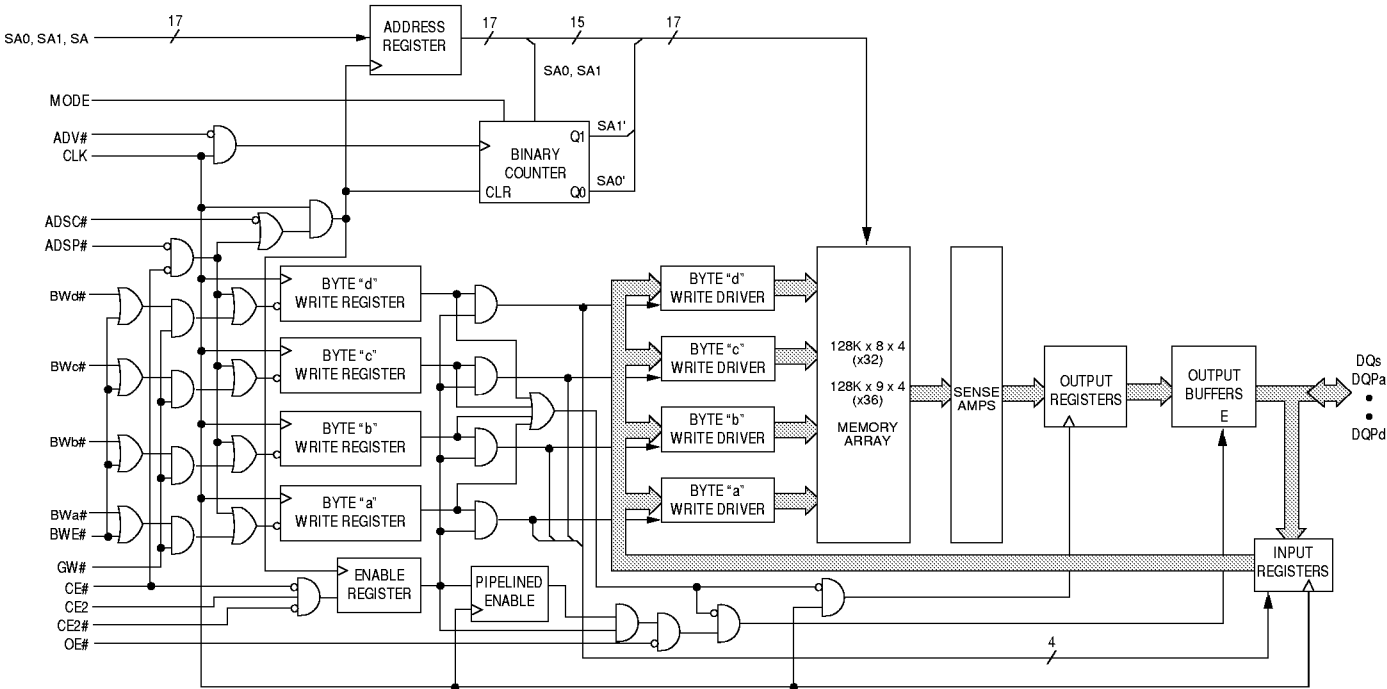 17
ADDRESS
REGISTER
17
15
17
SA0, SA1, SA
SA0, SA1
MODE
ADV#
CLK
BINARY
COUNTER
Q1
SA1'
CLR
Q0
SA0'
ADSC#
ADSP#
BWd#
BYTE "d"
WRITE REGISTER
BYTE "d"
WRITE DRIVER
BWc#
BYTE "c"
WRITE REGISTER
BYTE "c"
WRITE DRIVER
128K x 8 x 4
(x32)
128K x 9 x 4
(x36)
MEMORY
ARRAY
SENSE
AMPS
OUTPUT
REGISTERS
OUTPUT
BUFFERS
E
DQs
DQPa
•
•
DQPd
BWb#
BYTE "b"
WRITE REGISTER
BYTE "b"
WRITE DRIVER
BWa#
BWE#
BYTE "a"
WRITE REGISTER
BYTE "a"
WRITE DRIVER
GW#
CE#
CE2
CE2#
OE#
ENABLE
REGISTER
PIPELINED
ENABLE
INPUT
REGISTERS
4